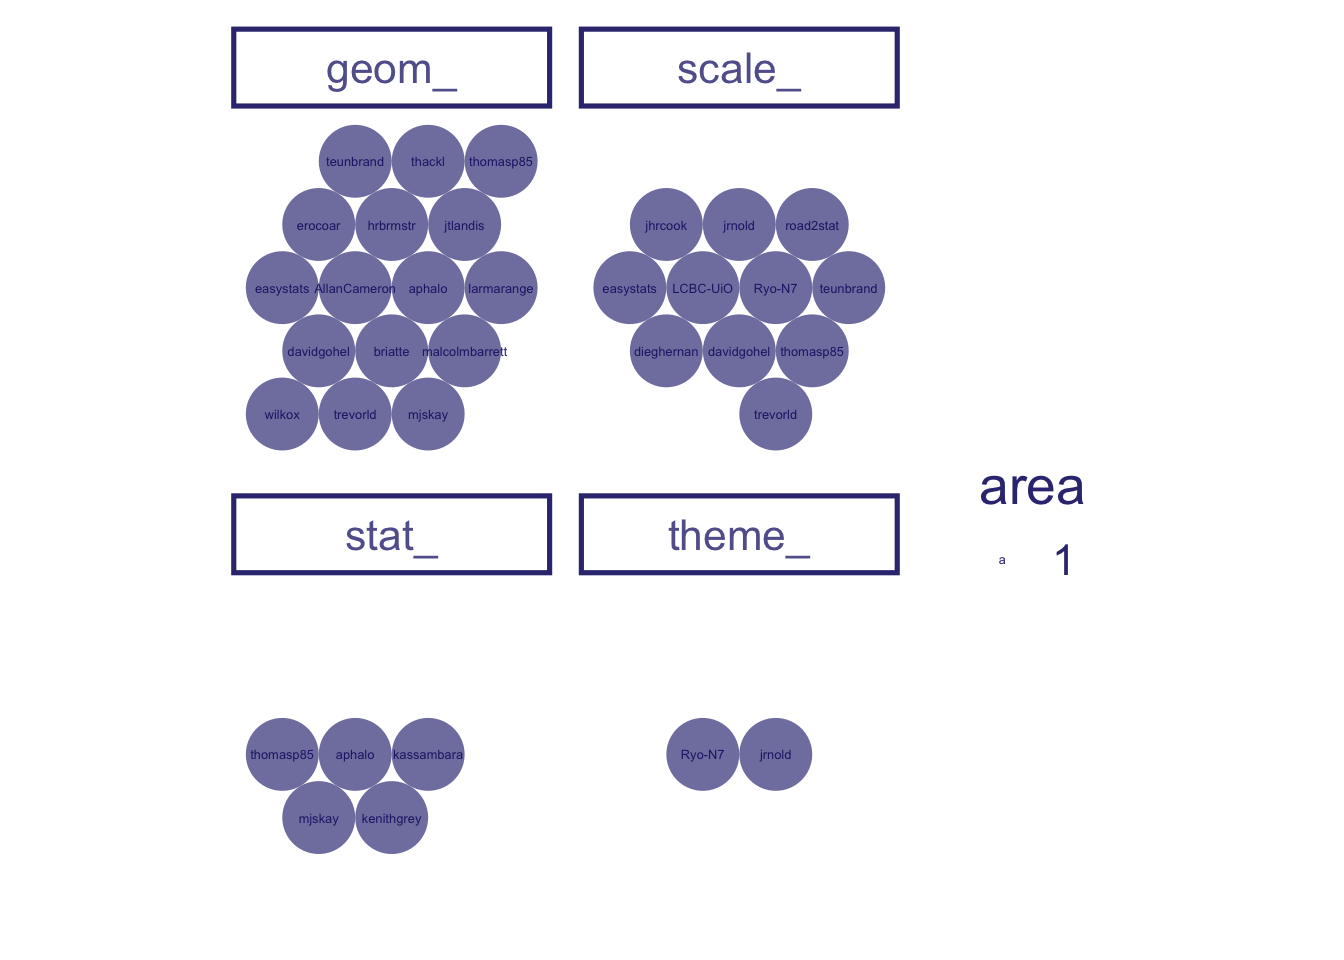 geom_
scale_
teunbrand thackl thomasp85
erocoar hrbrmstr jtlandis
easystats AllanCameron aphalo larmarange
davidgohel briatte malcolmbarrett
wilkox trevorld mjskay
jhrcook jrnold road2stat
easystats LCBC-UiO Ryo-N7 teunbrand
dieghernan davidgohel thomasp85
trevorld
stat_
theme_
thomasp85 aphalo kassambara
mjskay kenithgrey
Ryo-N7 jrnold
area
a 1